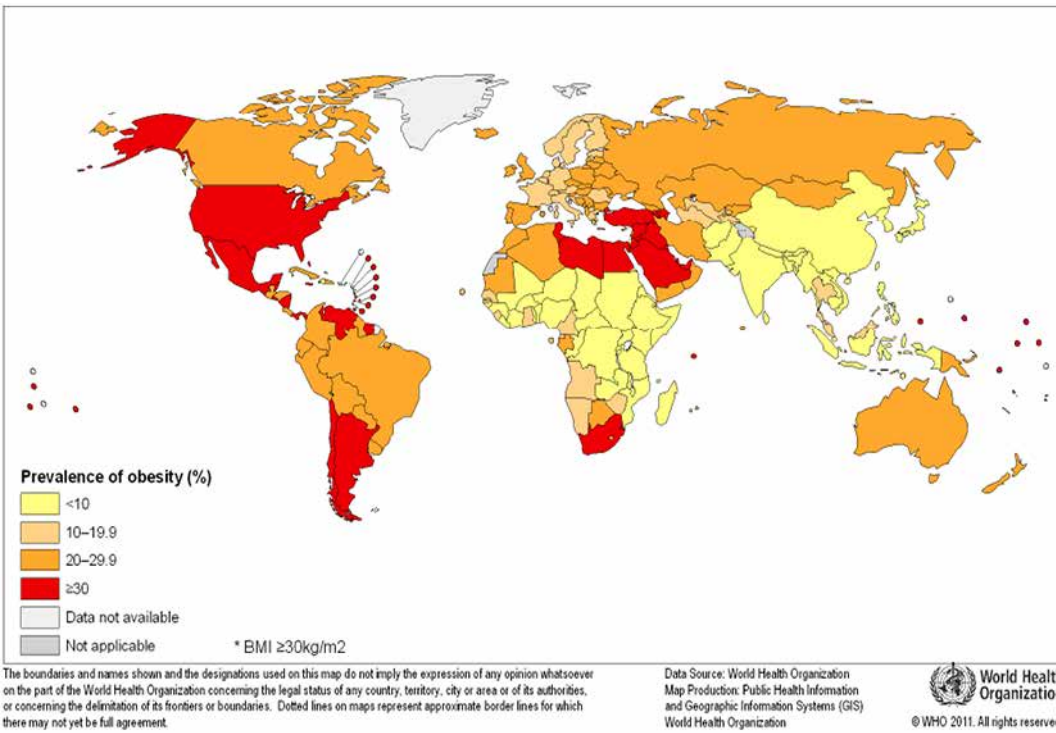 Prevalence of obesity (%)
<10
10–19.9
20–29.9
≥30
Data not available
Not applicable
* BMI ≥30kg/m2
The boundaries and names shown and the designations used on this map do not imply the expression of any opinion whatsoever
on the part of the World Health Organization concerning the legal status of any country, territory, city or area or of its authorities,
or concerning the delimitation of its frontiers or boundaries. Dotted lines on maps represent approximate border lines for which
there may not yet be full agreement.
Data Source: World Health Organization
Map Production: Public Health Information
and Geographic Information Systems (GIS)
World Health Organization
World Healt
Organizatio
© WHO 2011. All rights reserve